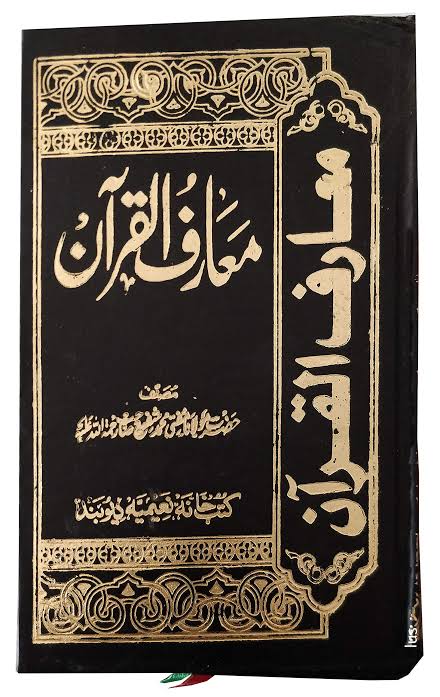 معارف القرآن
مصنف
حضرت مولانا مفتی محمد شفیع صاحب رحمۃ اللہ علیہ
کتب خانہ نعیمیہ دیوبند
معارف القرآن